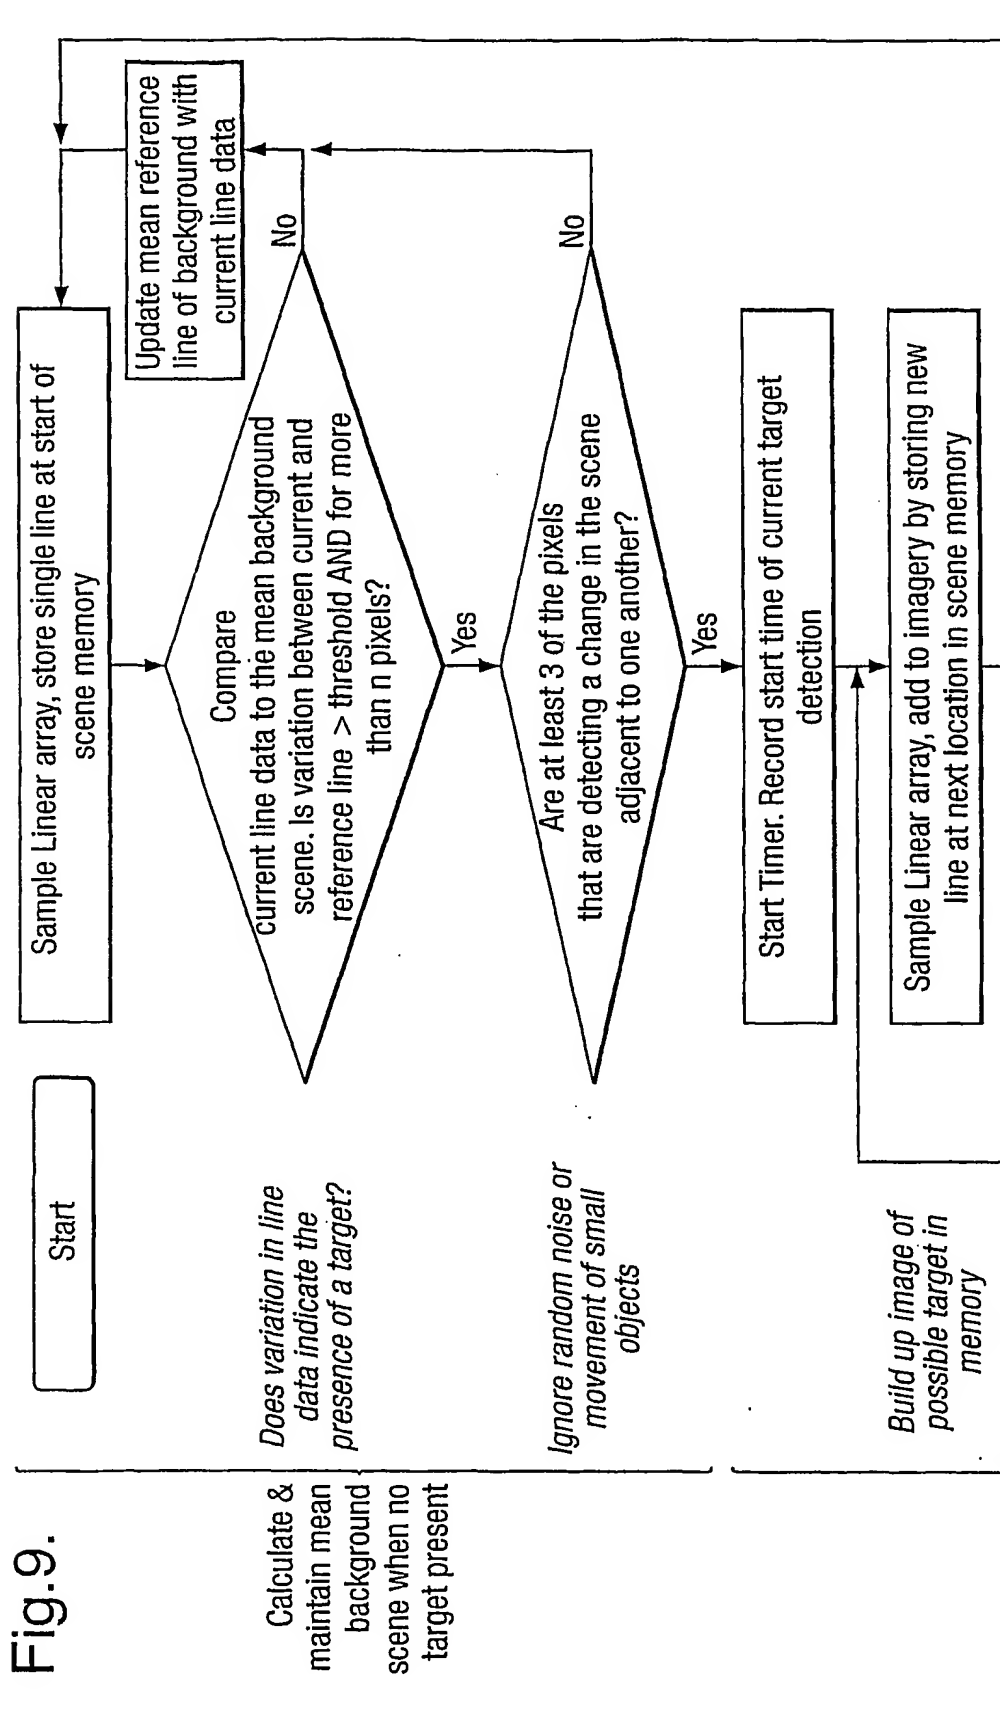 Fig.9.
Start
Sample Linear array, store single line at start of
scene memory
Update mean reference
line of background with
current line data
Calculate &
maintain mean
background
scene when no
target present
Does variation in line
data indicate the
presence of a target?
Compare
current line data to the mean background
scene. Is variation between current and
reference line > threshold AND for more
than n pixels?
No
Yes
Ignore random noise or
movement of small
objects
Are at least 3 of the pixels
that are detecting a change in the scene
adjacent to one another?
No
Yes
Start Timer. Record start time of current target
detection
Build up image of
possible target in
memory
Sample Linear array, add to imagery by storing new
line at next location in scene memory